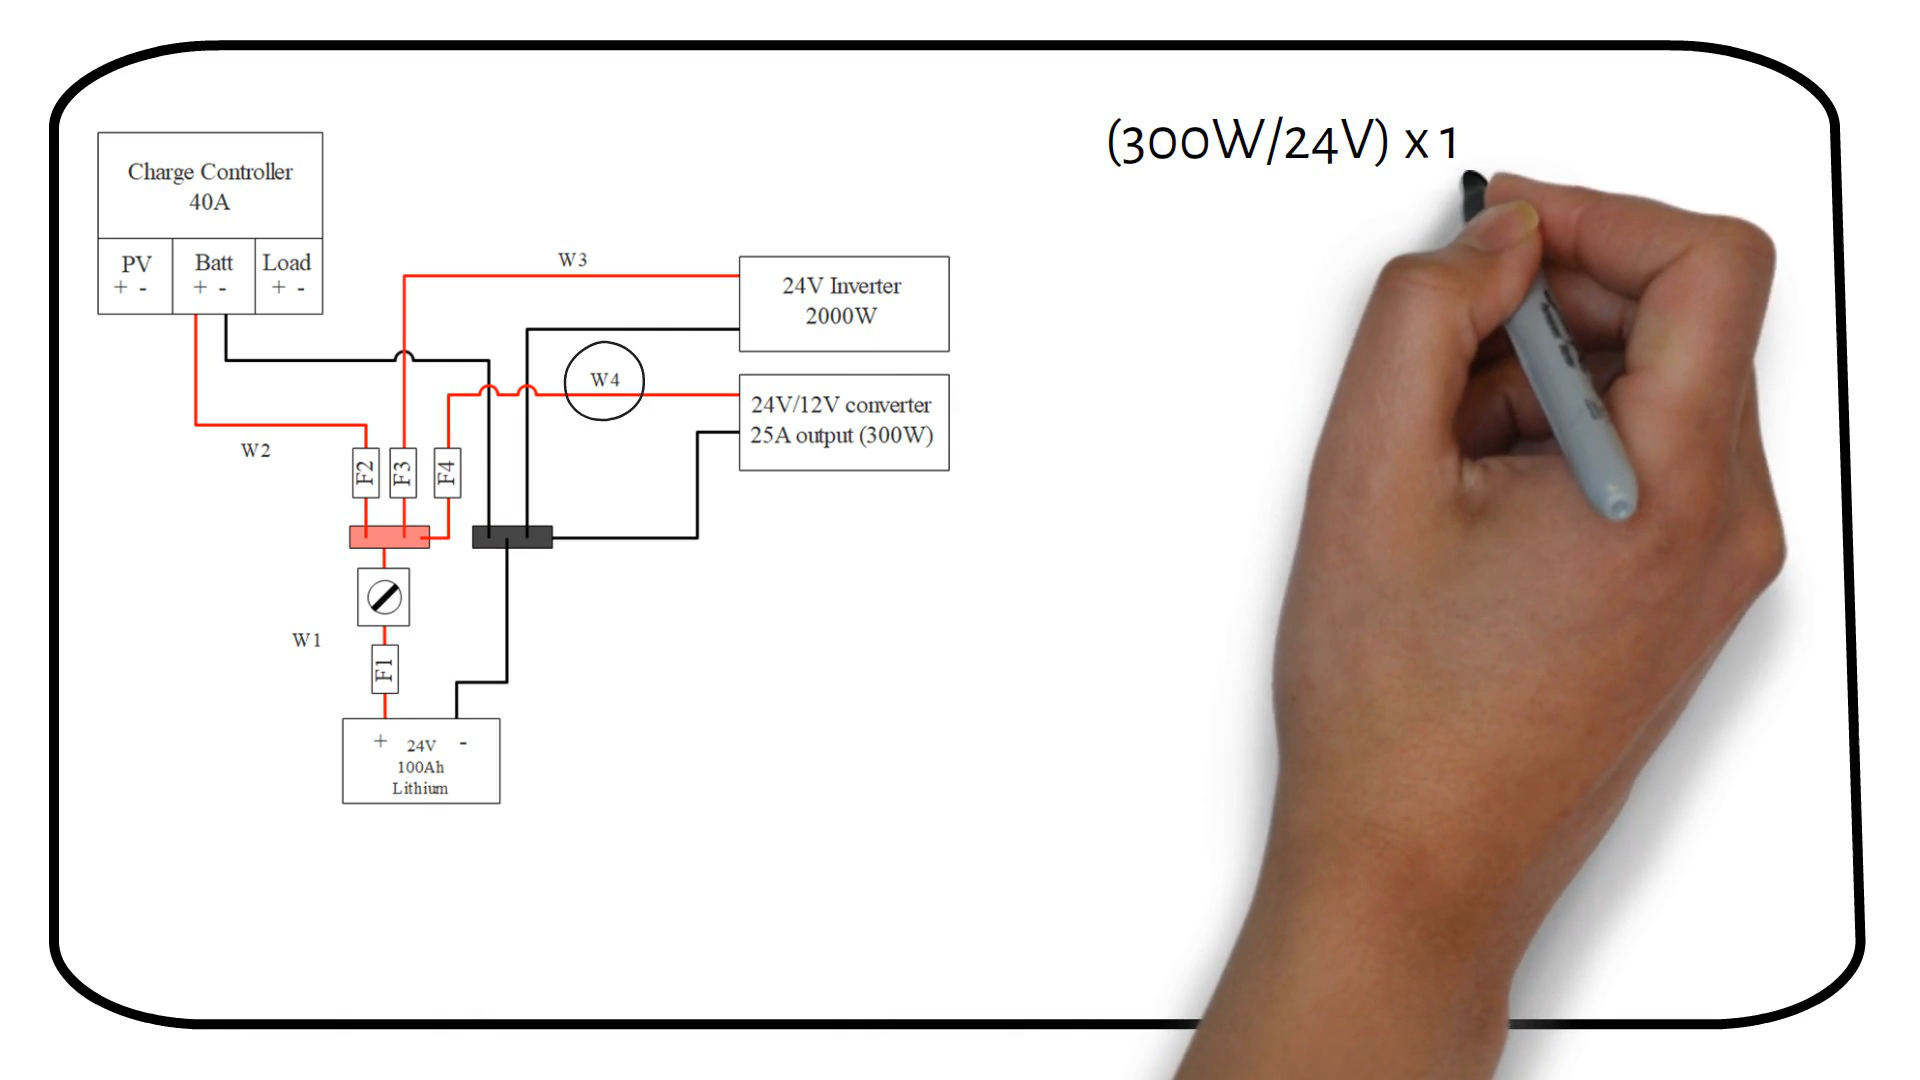 (300W/24V) x 1
Charge Controller
40A
PV
+ -
Batt
+ -
Load
+ -
W3
24V Inverter
2000W
W4
24V/12V converter
25A output (300W)
W2
F2
F3
F4
W1
F1
+ 24V -
100Ah
Lithium